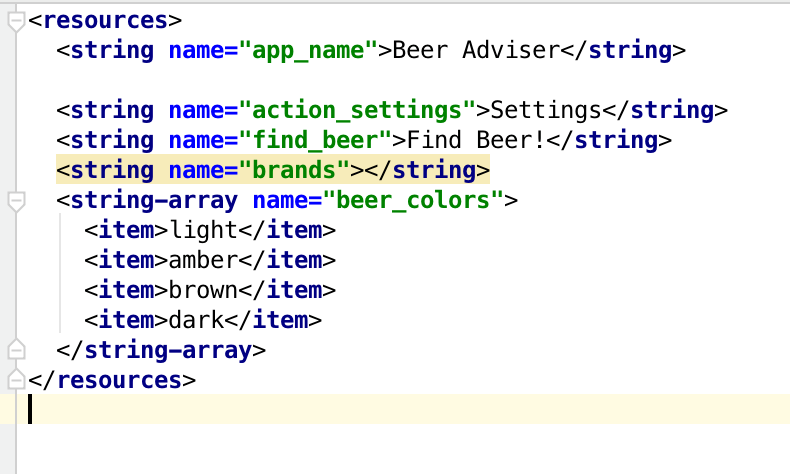 <resources>
<string name="app_name">Beer Adviser</string>
<string name="action_settings">Settings</string>
<string name="find_beer">Find Beer!</string>
<string name="brands"></string>
<string-array name="beer_colors">
<item>light</item>
<item>amber</item>
<item>brown</item>
<item>dark</item>
</string-array>
</resources>